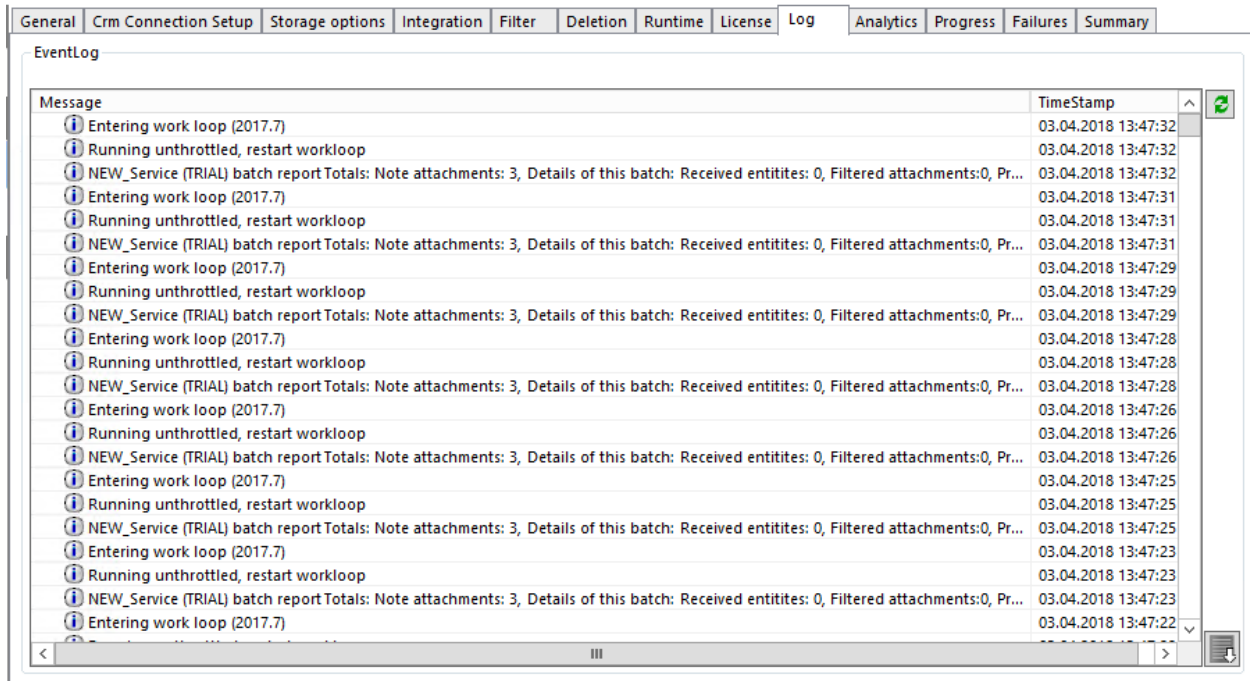 General Crm Connection Setup Storage options Integration Filter Deletion Runtime License Log Analytics Progress Failures Summary
EventLog
Message TimeStamp
Entering work loop (2017.7) 03.04.2018 13:47:32
Running unthrottled, restart workloop 03.04.2018 13:47:32
NEW_Service (TRIAL) batch report Totals: Note attachments: 3, Details of this batch: Received entitites: 0, Filtered attachments:0, Pr... 03.04.2018 13:47:32
Entering work loop (2017.7) 03.04.2018 13:47:31
Running unthrottled, restart workloop 03.04.2018 13:47:31
NEW_Service (TRIAL) batch report Totals: Note attachments: 3, Details of this batch: Received entitites: 0, Filtered attachments:0, Pr... 03.04.2018 13:47:31
Entering work loop (2017.7) 03.04.2018 13:47:29
Running unthrottled, restart workloop 03.04.2018 13:47:29
NEW_Service (TRIAL) batch report Totals: Note attachments: 3, Details of this batch: Received entitites: 0, Filtered attachments:0, Pr... 03.04.2018 13:47:29
Entering work loop (2017.7) 03.04.2018 13:47:28
Running unthrottled, restart workloop 03.04.2018 13:47:28
NEW_Service (TRIAL) batch report Totals: Note attachments: 3, Details of this batch: Received entitites: 0, Filtered attachments:0, Pr... 03.04.2018 13:47:28
Entering work loop (2017.7) 03.04.2018 13:47:26
Running unthrottled, restart workloop 03.04.2018 13:47:26
NEW_Service (TRIAL) batch report Totals: Note attachments: 3, Details of this batch: Received entitites: 0, Filtered attachments:0, Pr... 03.04.2018 13:47:26
Entering work loop (2017.7) 03.04.2018 13:47:25
Running unthrottled, restart workloop 03.04.2018 13:47:25
NEW_Service (TRIAL) batch report Totals: Note attachments: 3, Details of this batch: Received entitites: 0, Filtered attachments:0, Pr... 03.04.2018 13:47:25
Entering work loop (2017.7) 03.04.2018 13:47:23
Running unthrottled, restart workloop 03.04.2018 13:47:23
NEW_Service (TRIAL) batch report Totals: Note attachments: 3, Details of this batch: Received entitites: 0, Filtered attachments:0, Pr... 03.04.2018 13:47:23
Entering work loop (2017.7) 03.04.2018 13:47:22